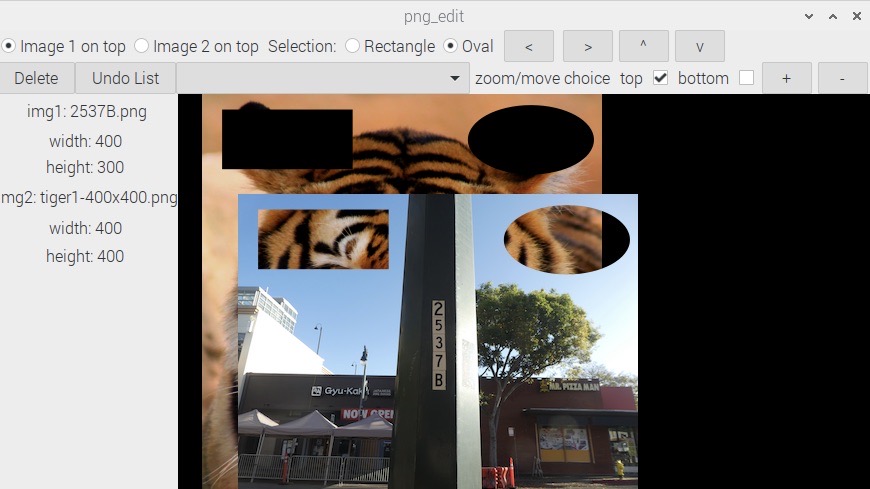 png_edit
Image 1 on top Image 2 on top Selection: Rectangle Oval < > ^ v
Delete Undo List zoom/move choice top bottom + -
img1: 2537B.png
width: 400
height: 300
mg2: tiger1-400x400.png
width: 400
height: 400
2537B
Gyu-Kak
NOW OPEN
MR. PIZZA MAN